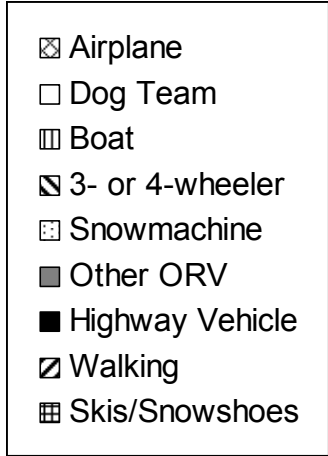 Airplane
Dog Team
Boat
3- or 4-wheeler
Snowmachine
Other ORV
Highway Vehicle
Walking
Skis/Snowshoes